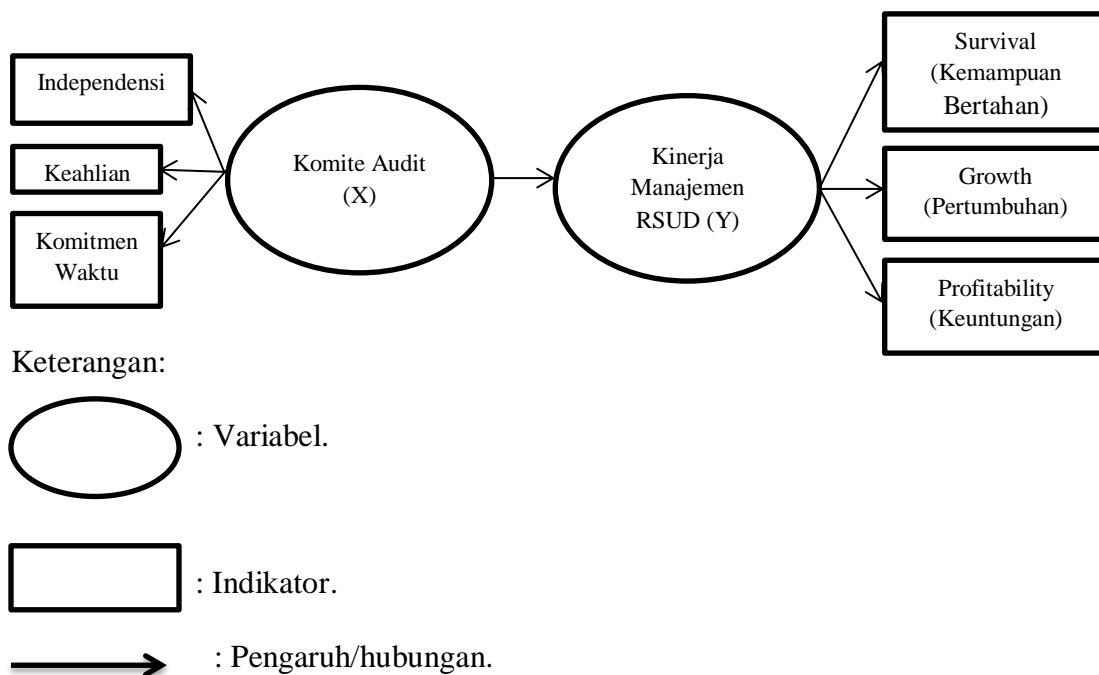 Independensi
Keahlian
Komitmen
Waktu
Komite Audit
(X)
Kinerja
Manajemen
RSUD (Y)
Survival
(Kemampuan
Bertahan)
Growth
(Pertumbuhan)
Profitability
(Keuntungan)
Keterangan:
: Variabel.
: Indikator.
: Pengaruh/hubungan.